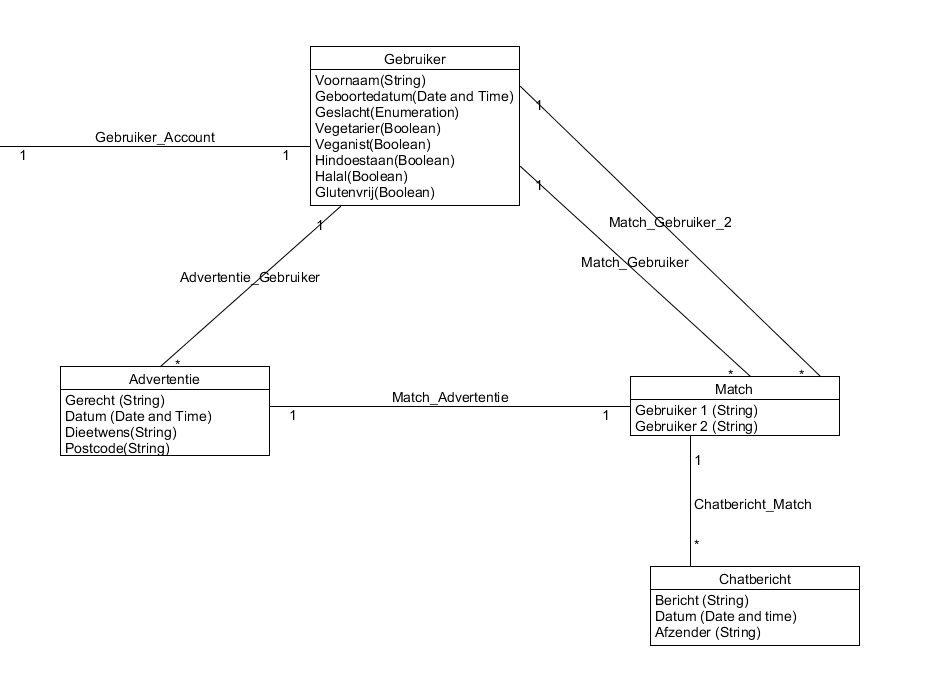 Gebruiker
Voornaam(String)
Geboortedatum(Date and Time)
Geslacht(Enumeration)
Vegetarier(Boolean)
Veganist(Boolean)
Hindoestaan(Boolean)
Halal(Boolean)
Glutenvrij(Boolean)
Gebruiker_Account
1
1
1
1
1
Match_Gebruiker_2
Match_Gebruiker
Advertentie_Gebruiker
*
*
*
Advertentie
Gerecht (String)
Datum (Date and Time)
Dieetwens(String)
Postcode(String)
Match_Advertentie
1
1
Match
Gebruiker 1 (String)
Gebruiker 2 (String)
1
Chatbericht_Match
*
Chatbericht
Bericht (String)
Datum (Date and time)
Afzender (String)